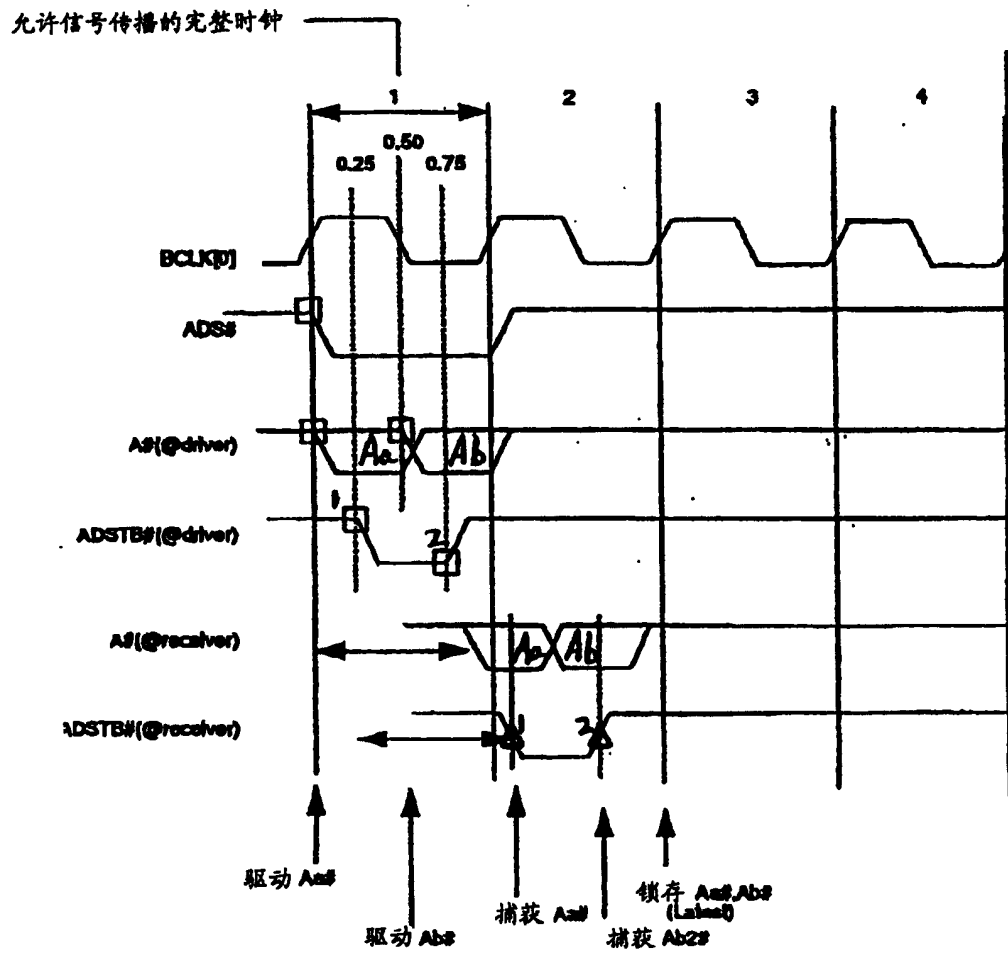 允许信号传播的完整时钟
1 2 3 4
0.50
0.25 0.75
BCLK[0]
ADS#
A#(@driver)
Aa Ab
1
ADSTB#(@driver)
2
A#(@receiver)
Aa Ab
ADSTB#(@receiver)
1 2
驱动 Aa#
锁存 Aa#,Ab#
(Latest)
捕获 Aa#
驱动 Ab#
捕获 Ab2#